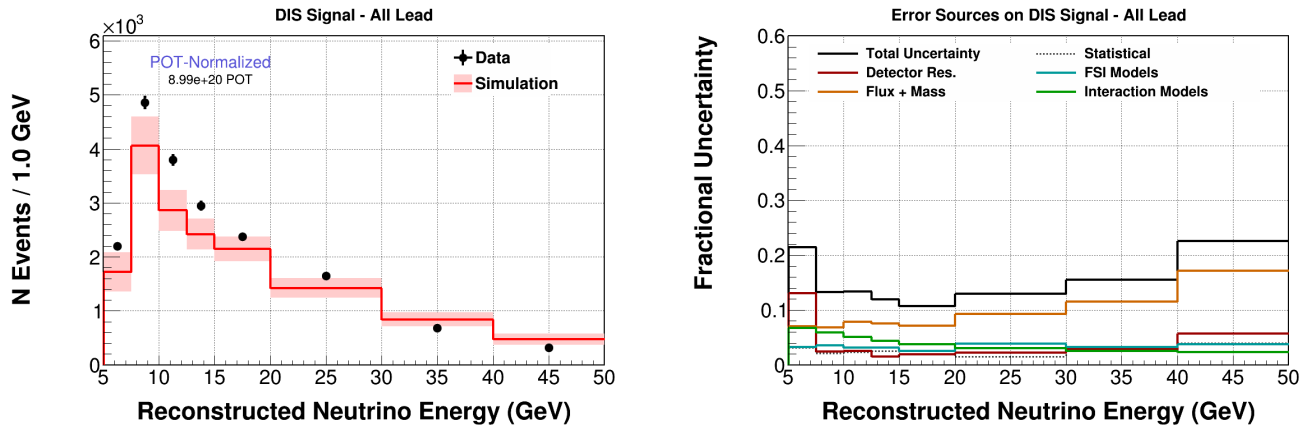 DIS Signal - All Lead
×10³
POT-Normalized
8.99e+20 POT
Data
Simulation
N Events / 1.0 GeV
6
5
4
3
2
1
0
5 10 15 20 25 30 35 40 45 50
Reconstructed Neutrino Energy (GeV)
Error Sources on DIS Signal - All Lead
Total Uncertainty Statistical
Detector Res. FSI Models
Flux + Mass Interaction Models
Fractional Uncertainty
0.6
0.5
0.4
0.3
0.2
0.1
0
5 10 15 20 25 30 35 40 45 50
Reconstructed Neutrino Energy (GeV)